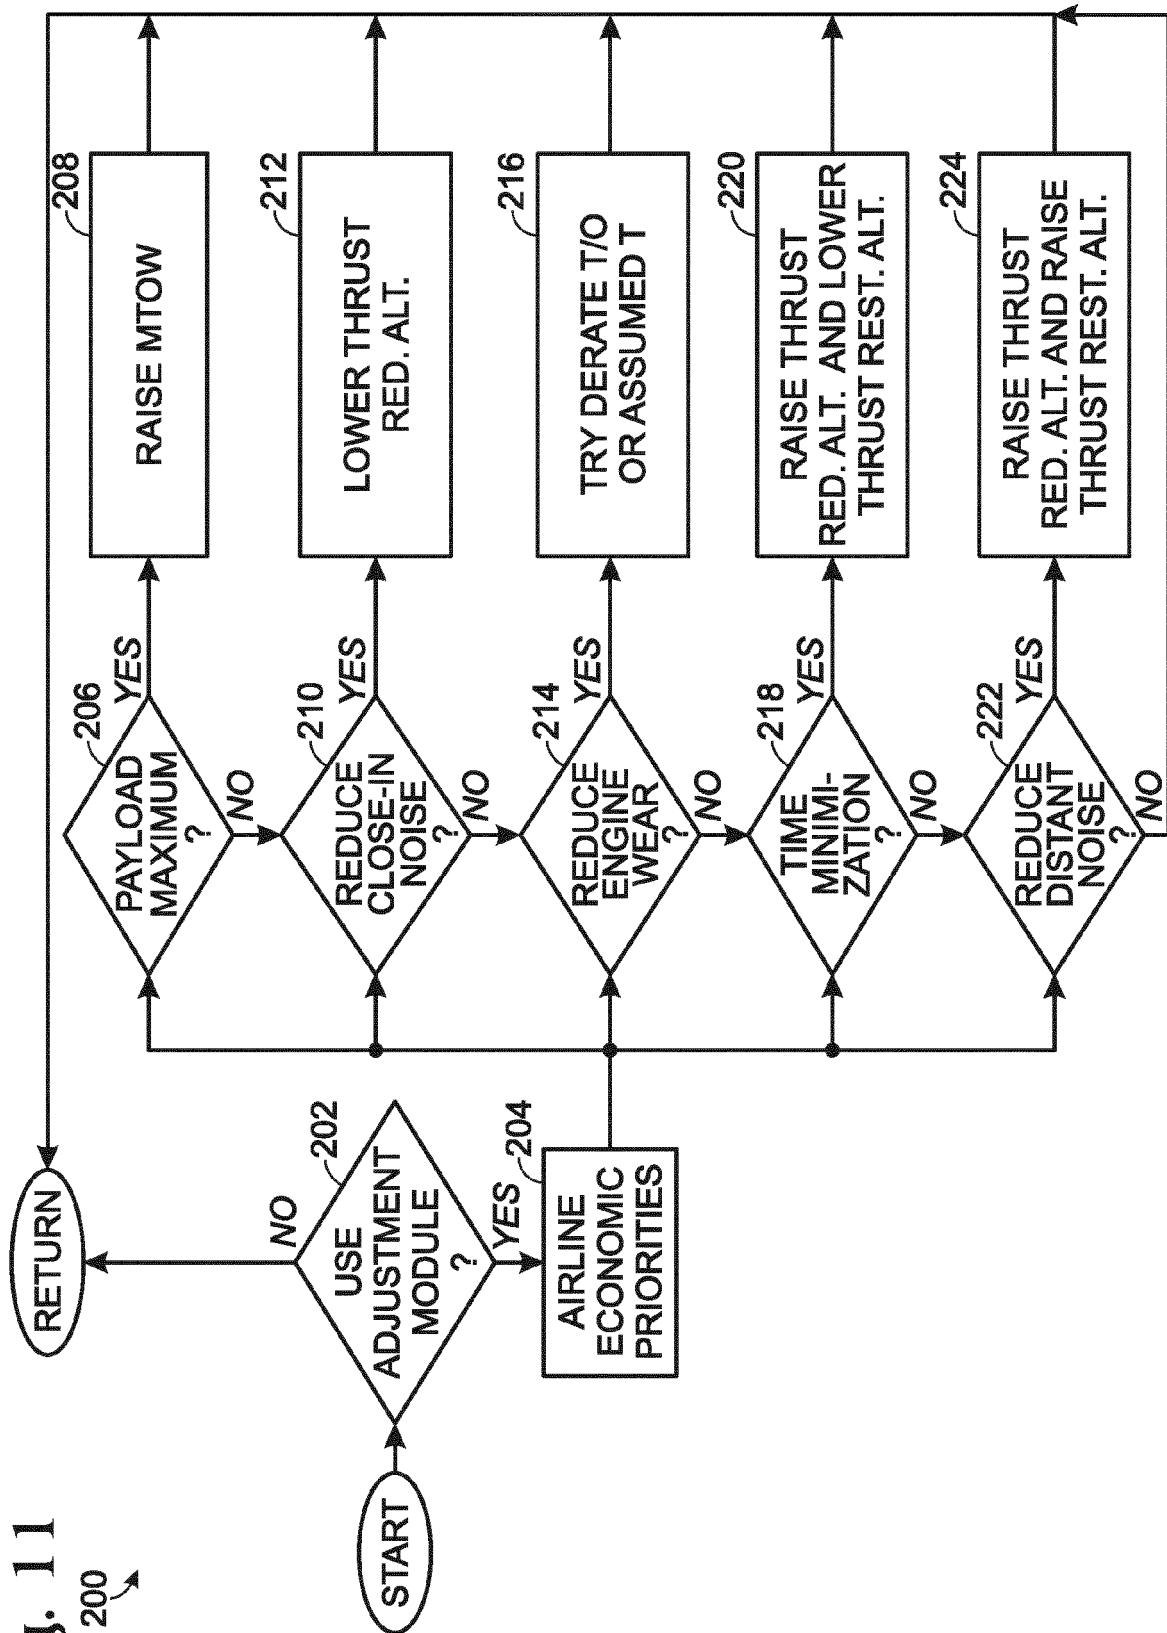 g. 11
200
START
USE
ADJUSTMENT
MODULE
?
202
NO
YES
RETURN
AIRLINE
ECONOMIC
PRIORITIES
204
PAYLOAD
MAXIMUM
?
206
YES
NO
RAISE MTOW
208
REDUCE
CLOSE-IN
NOISE
?
210
YES
NO
LOWER THRUST
RED. ALT.
212
REDUCE
ENGINE
WEAR
?
214
YES
NO
TRY DERATE T/O
OR ASSUMED T
216
TIME
MINIMI-
ZATION
?
218
YES
NO
RAISE THRUST
RED. ALT. AND LOWER
THRUST REST. ALT.
220
REDUCE
DISTANT
NOISE
?
222
YES
NO
RAISE THRUST
RED. ALT. AND RAISE
THRUST REST. ALT.
224